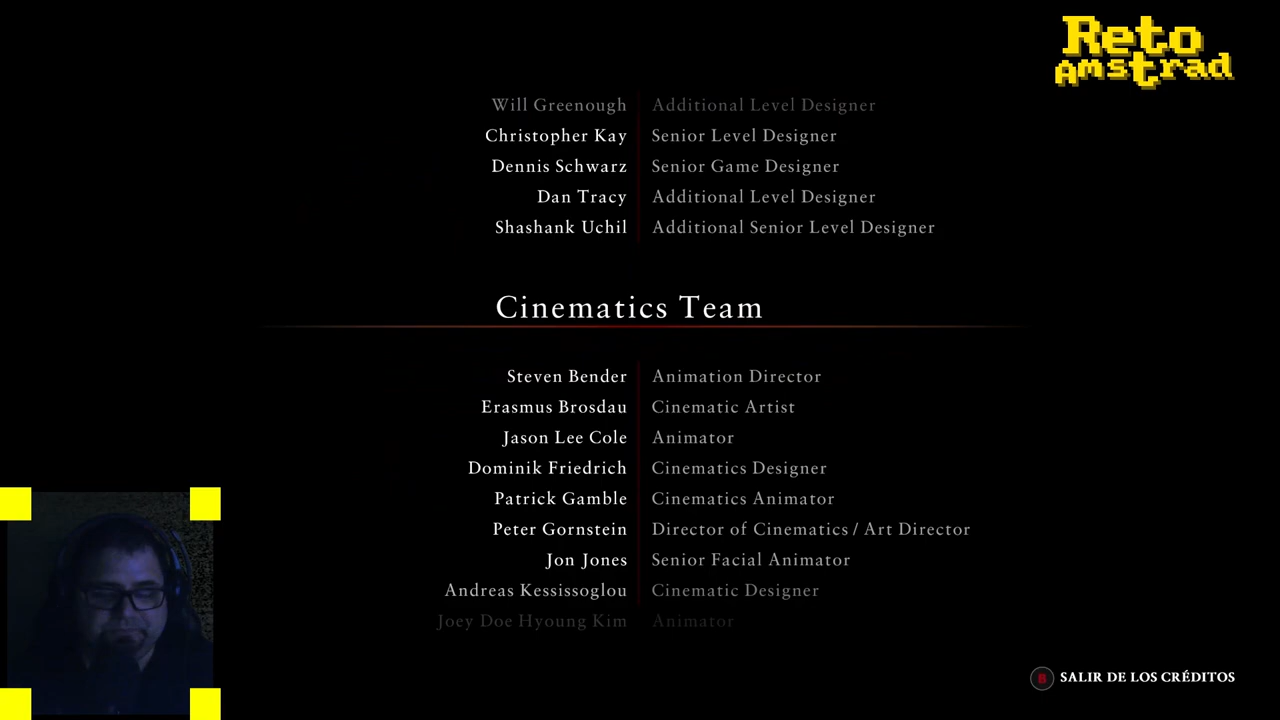 Reto
Amstrad
Will Greenough Additional Level Designer
Christopher Kay Senior Level Designer
Dennis Schwarz Senior Game Designer
Dan Tracy Additional Level Designer
Shashank Uchil Additional Senior Level Designer
Cinematics Team
Steven Bender Animation Director
Erasmus Brosdau Cinematic Artist
Jason Lee Cole Animator
Dominik Friedrich Cinematics Designer
Patrick Gamble Cinematics Animator
Peter Gornstein Director of Cinematics / Art Director
Jon Jones Senior Facial Animator
Andreas Kessissoglou Cinematic Designer
Joey Doe Hyoung Kim Animator
B SALIR DE LOS CRÉDITOS